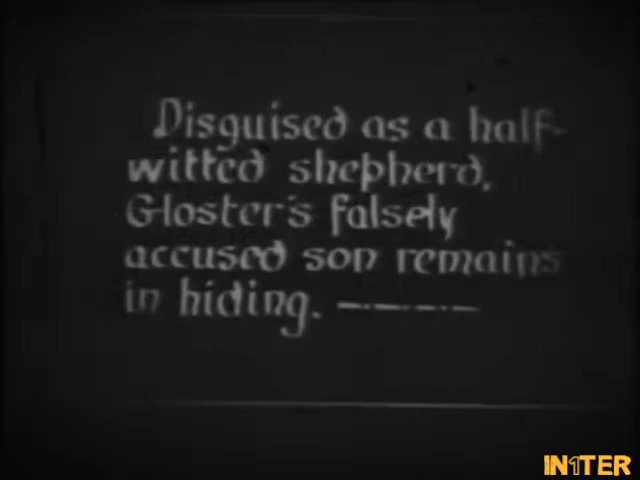 Disguised as a half-
witted shepherd,
Gloster's falsely
accused son remains
in hiding. —·—·—·—
IN1TER